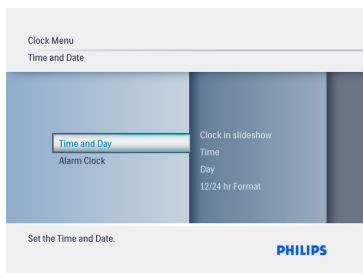 Clock Menu
Time and Date
Time and Day
Alarm Clock
Clock in slideshow
Time
Day
12/24 hr Format
Set the Time and Date.
PHILIPS